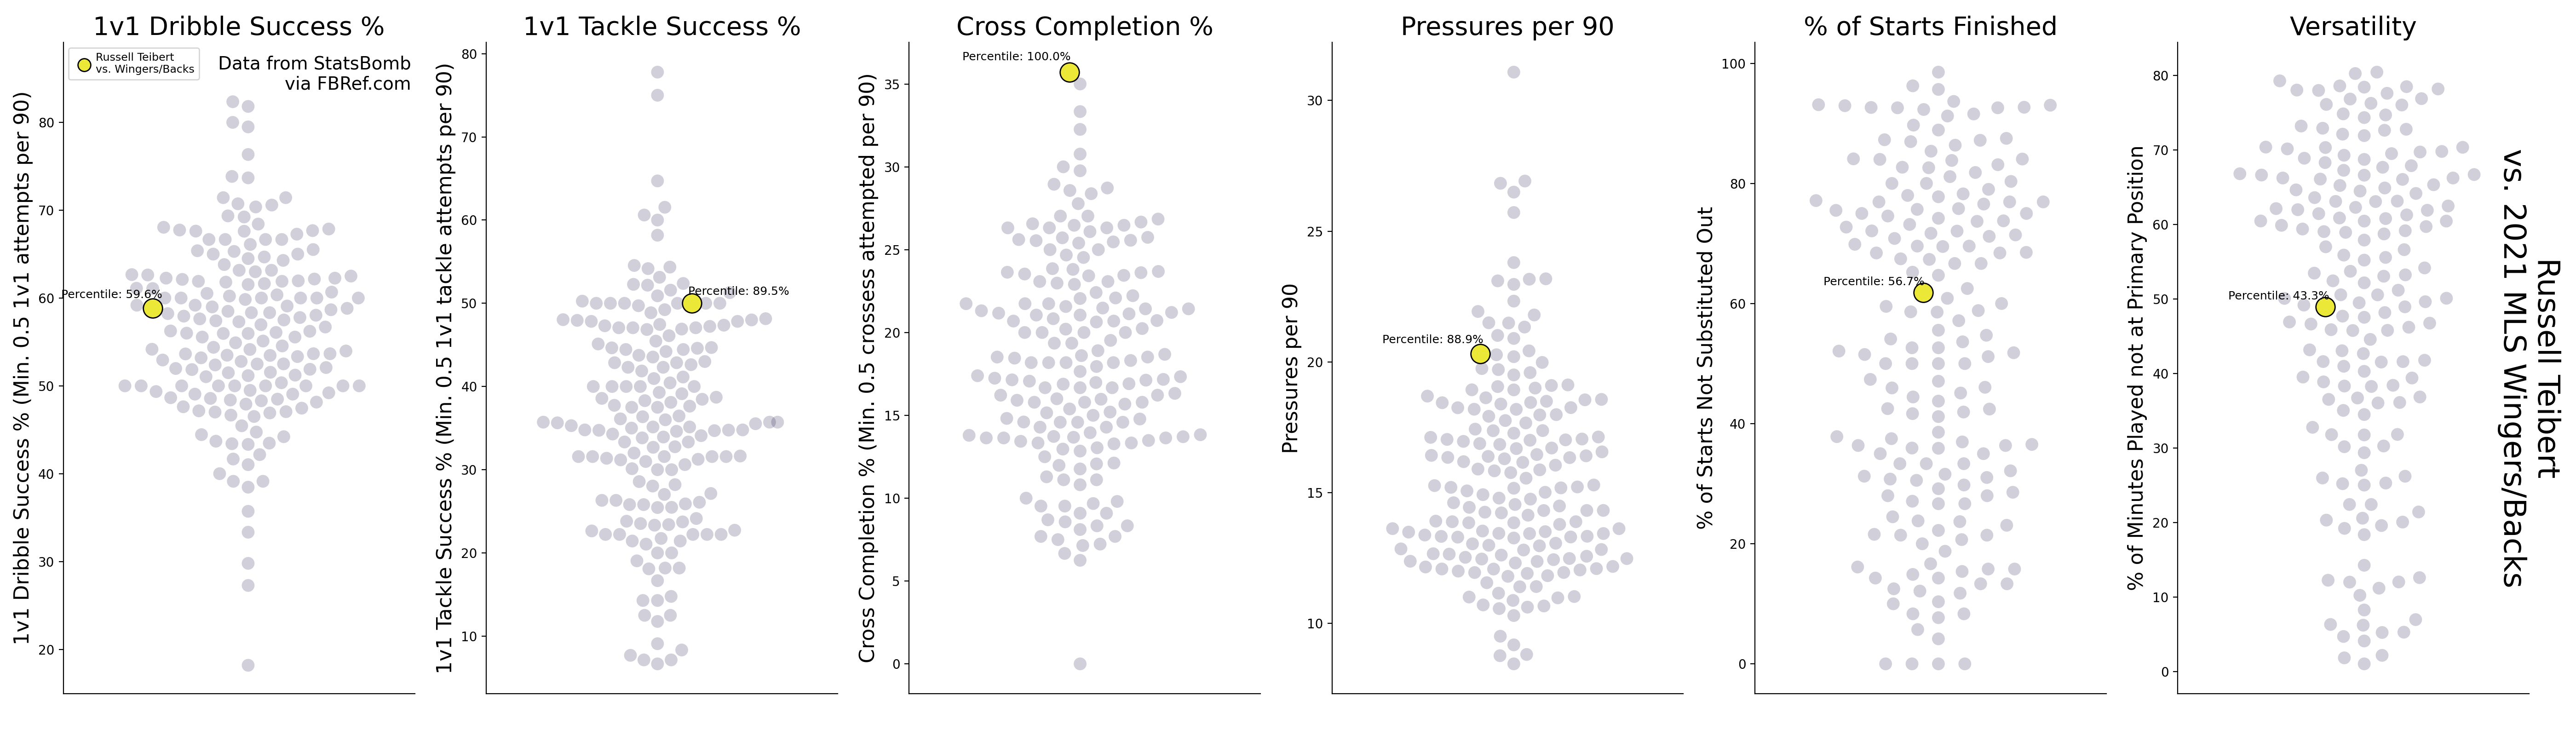 1v1 Dribble Success %
1v1 Dribble Success % (Min. 0.5 1v1 attempts per 90)
80
70
60
50
40
30
20
Russell Teibert
vs. Wingers/Backs
Data from StatsBomb
via FBRef.com
Percentile: 59.6%
1v1 Tackle Success %
1v1 Tackle Success % (Min. 0.5 1v1 tackle attempts per 90)
80
70
60
50
40
30
20
10
Percentile: 89.5%
Cross Completion %
Cross Completion % (Min. 0.5 crossess attempted per 90)
35
30
25
20
15
10
5
0
Percentile: 100.0%
Pressures per 90
Pressures per 90
30
25
20
15
10
Percentile: 88.9%
% of Starts Finished
% of Starts Not Substituted Out
100
80
60
40
20
0
Percentile: 56.7%
Versatility
% of Minutes Played not at Primary Position
80
70
60
50
40
30
20
10
0
Percentile: 43.3%
Russell Teibert
vs. 2021 MLS Wingers/Backs